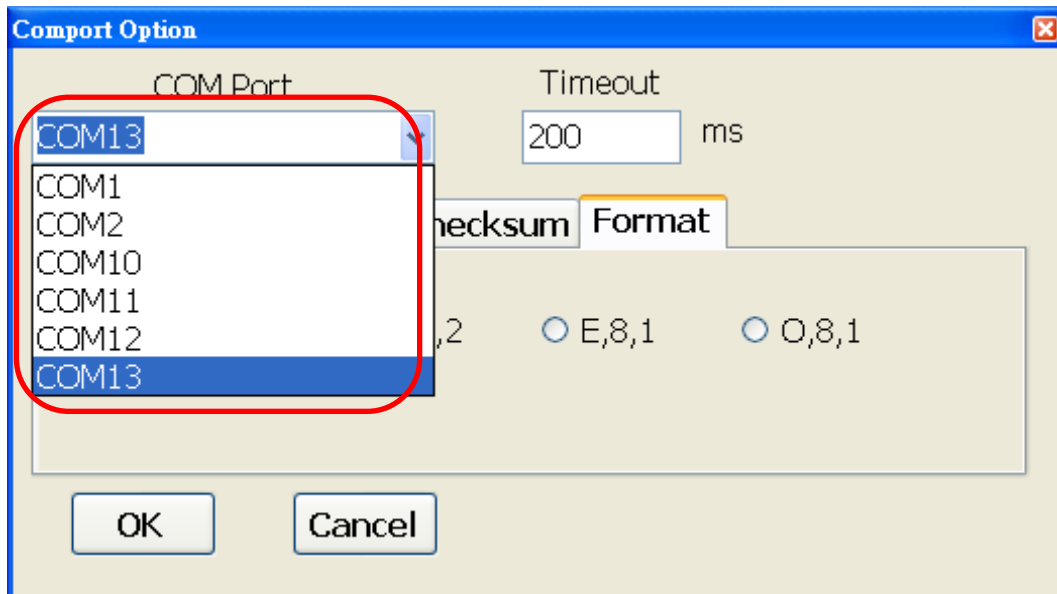 Comport Option
COM Port Timeout
COM13 200 ms
COM1
COM2
COM10
COM11
COM12
COM13
Format
,2 E,8,1 O,8,1
OK Cancel